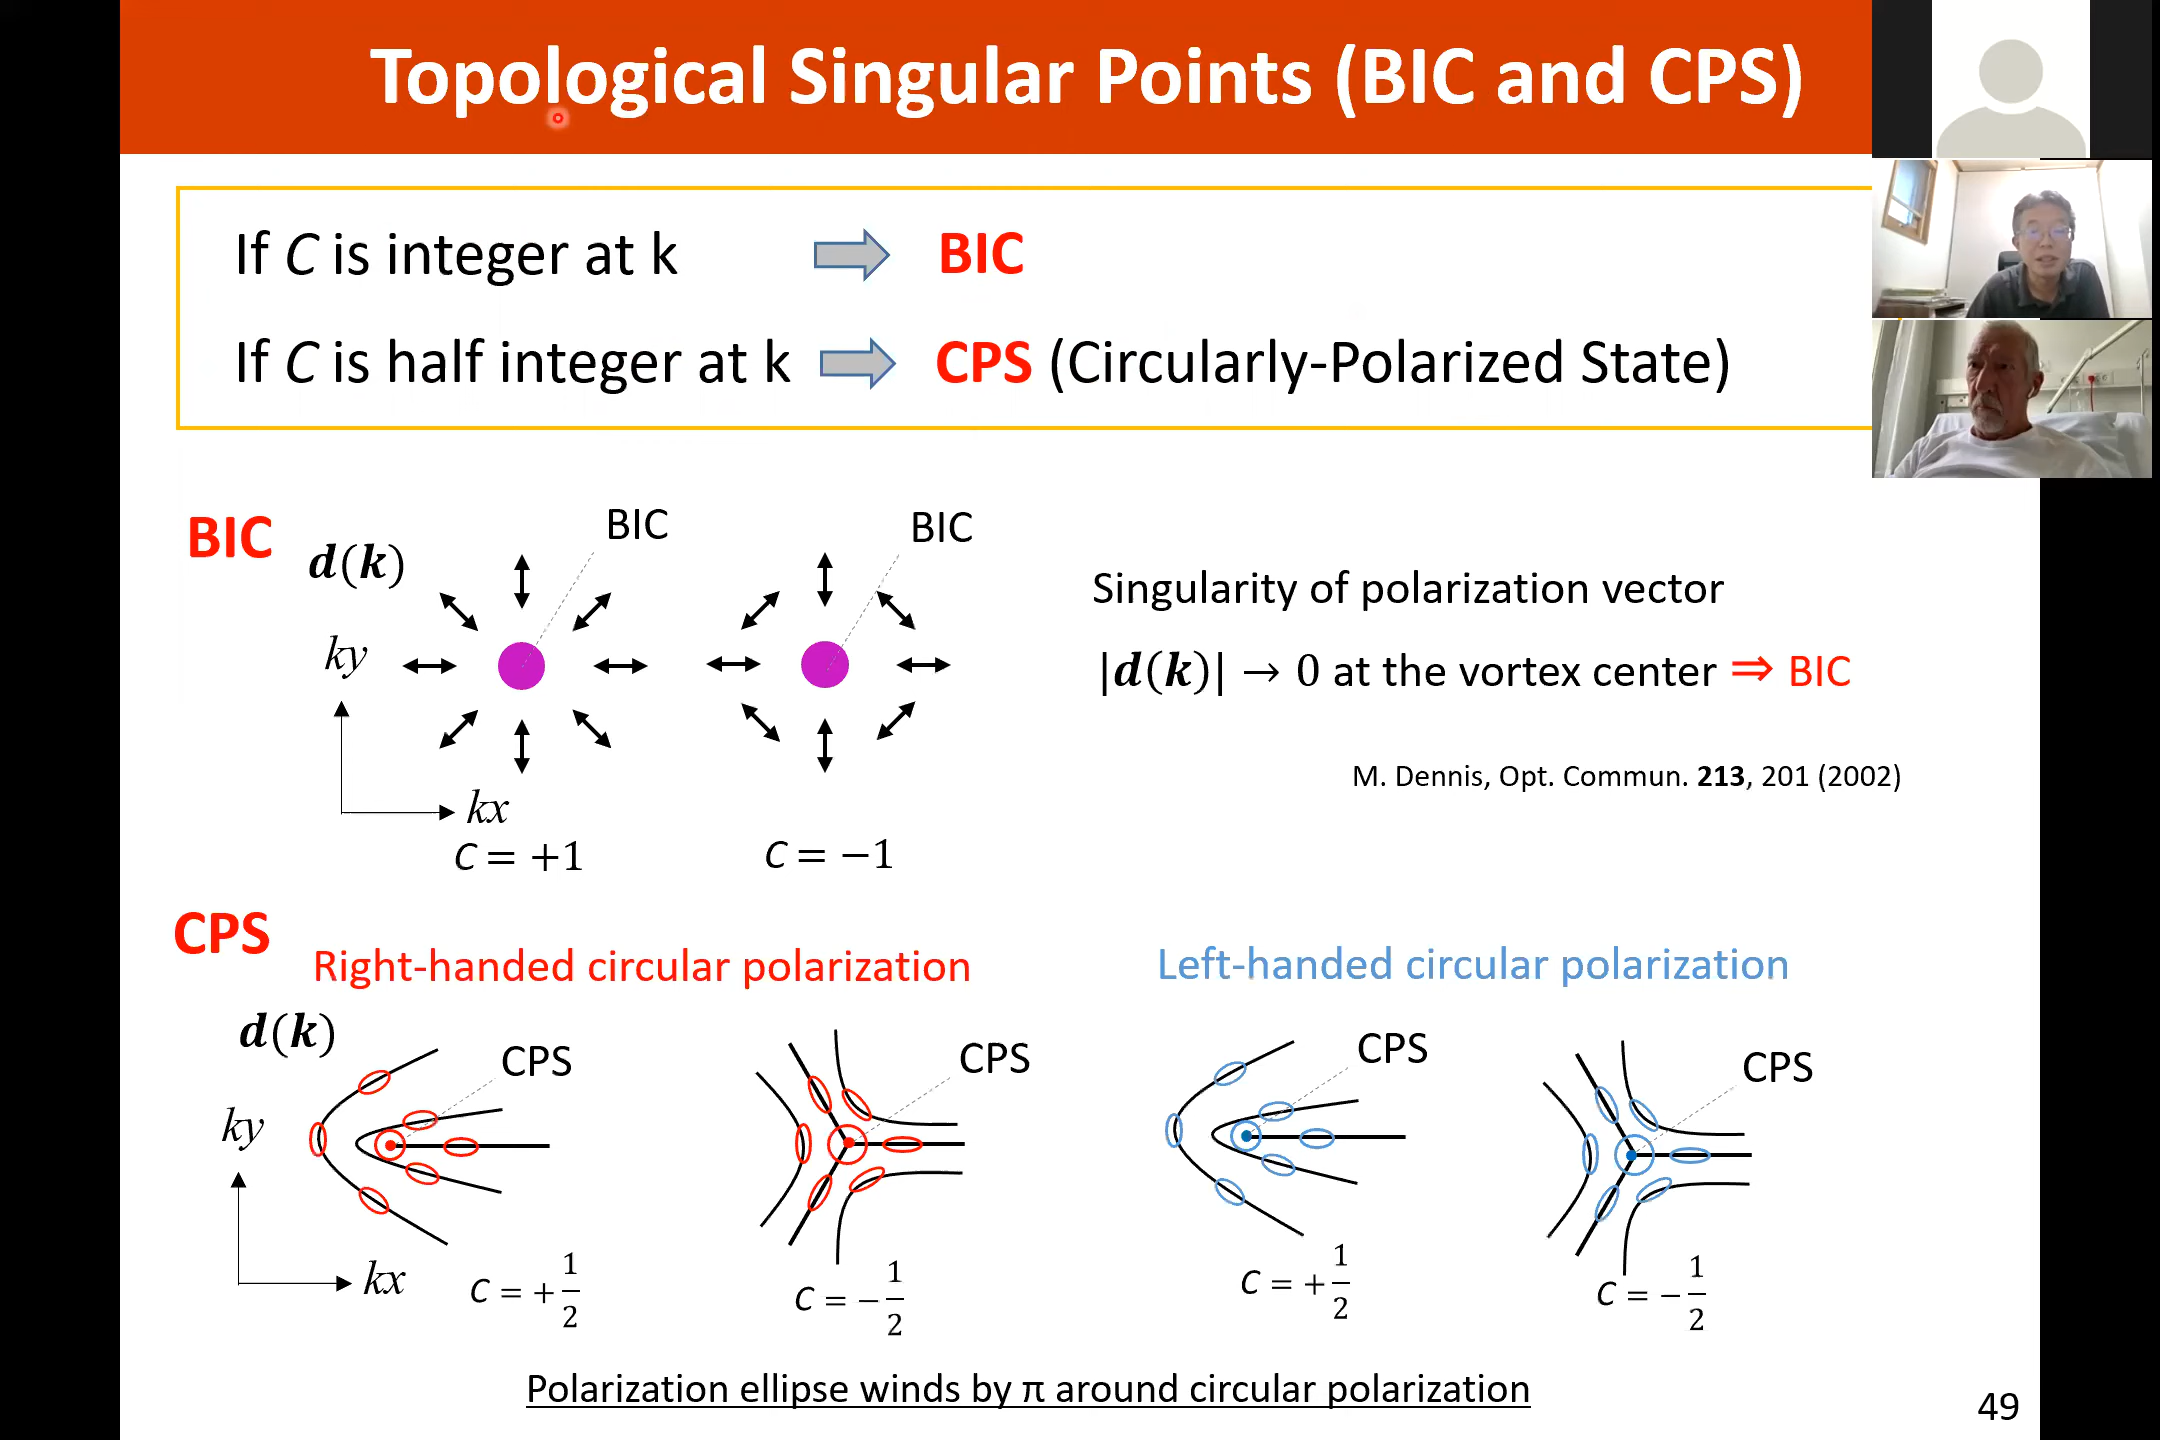 Topological Singular Points (BIC and CPS)
If C is integer at k ⇒ BIC
If C is half integer at k ⇒ CPS (Circularly-Polarized State)
BIC
d(k)
BIC
BIC
ky
kx
C = +1
C = −1
Singularity of polarization vector
|d(k)| → 0 at the vortex center ⇒ BIC
M. Dennis, Opt. Commun. 213, 201 (2002)
CPS
Right-handed circular polarization
Left-handed circular polarization
d(k)
CPS
CPS
CPS
CPS
ky
kx
C = + 1/2
C = − 1/2
C = + 1/2
C = − 1/2
Polarization ellipse winds by π around circular polarization
49